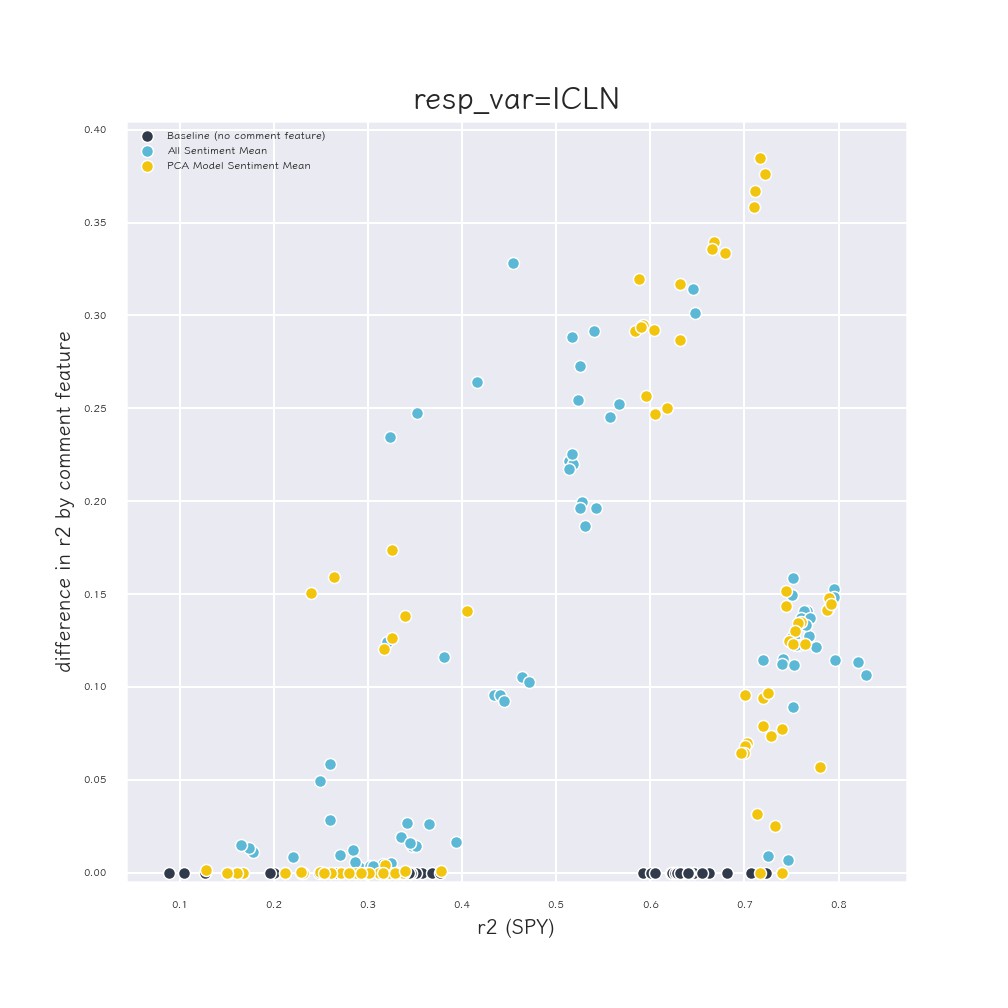 resp_var=ICLN
Baseline (no comment feature)
All Sentiment Mean
PCA Model Sentiment Mean
difference in r2 by comment feature
0.40
0.35
0.30
0.25
0.20
0.15
0.10
0.05
0.00
0.1 0.2 0.3 0.4 0.5 0.6 0.7 0.8
r2 (SPY)